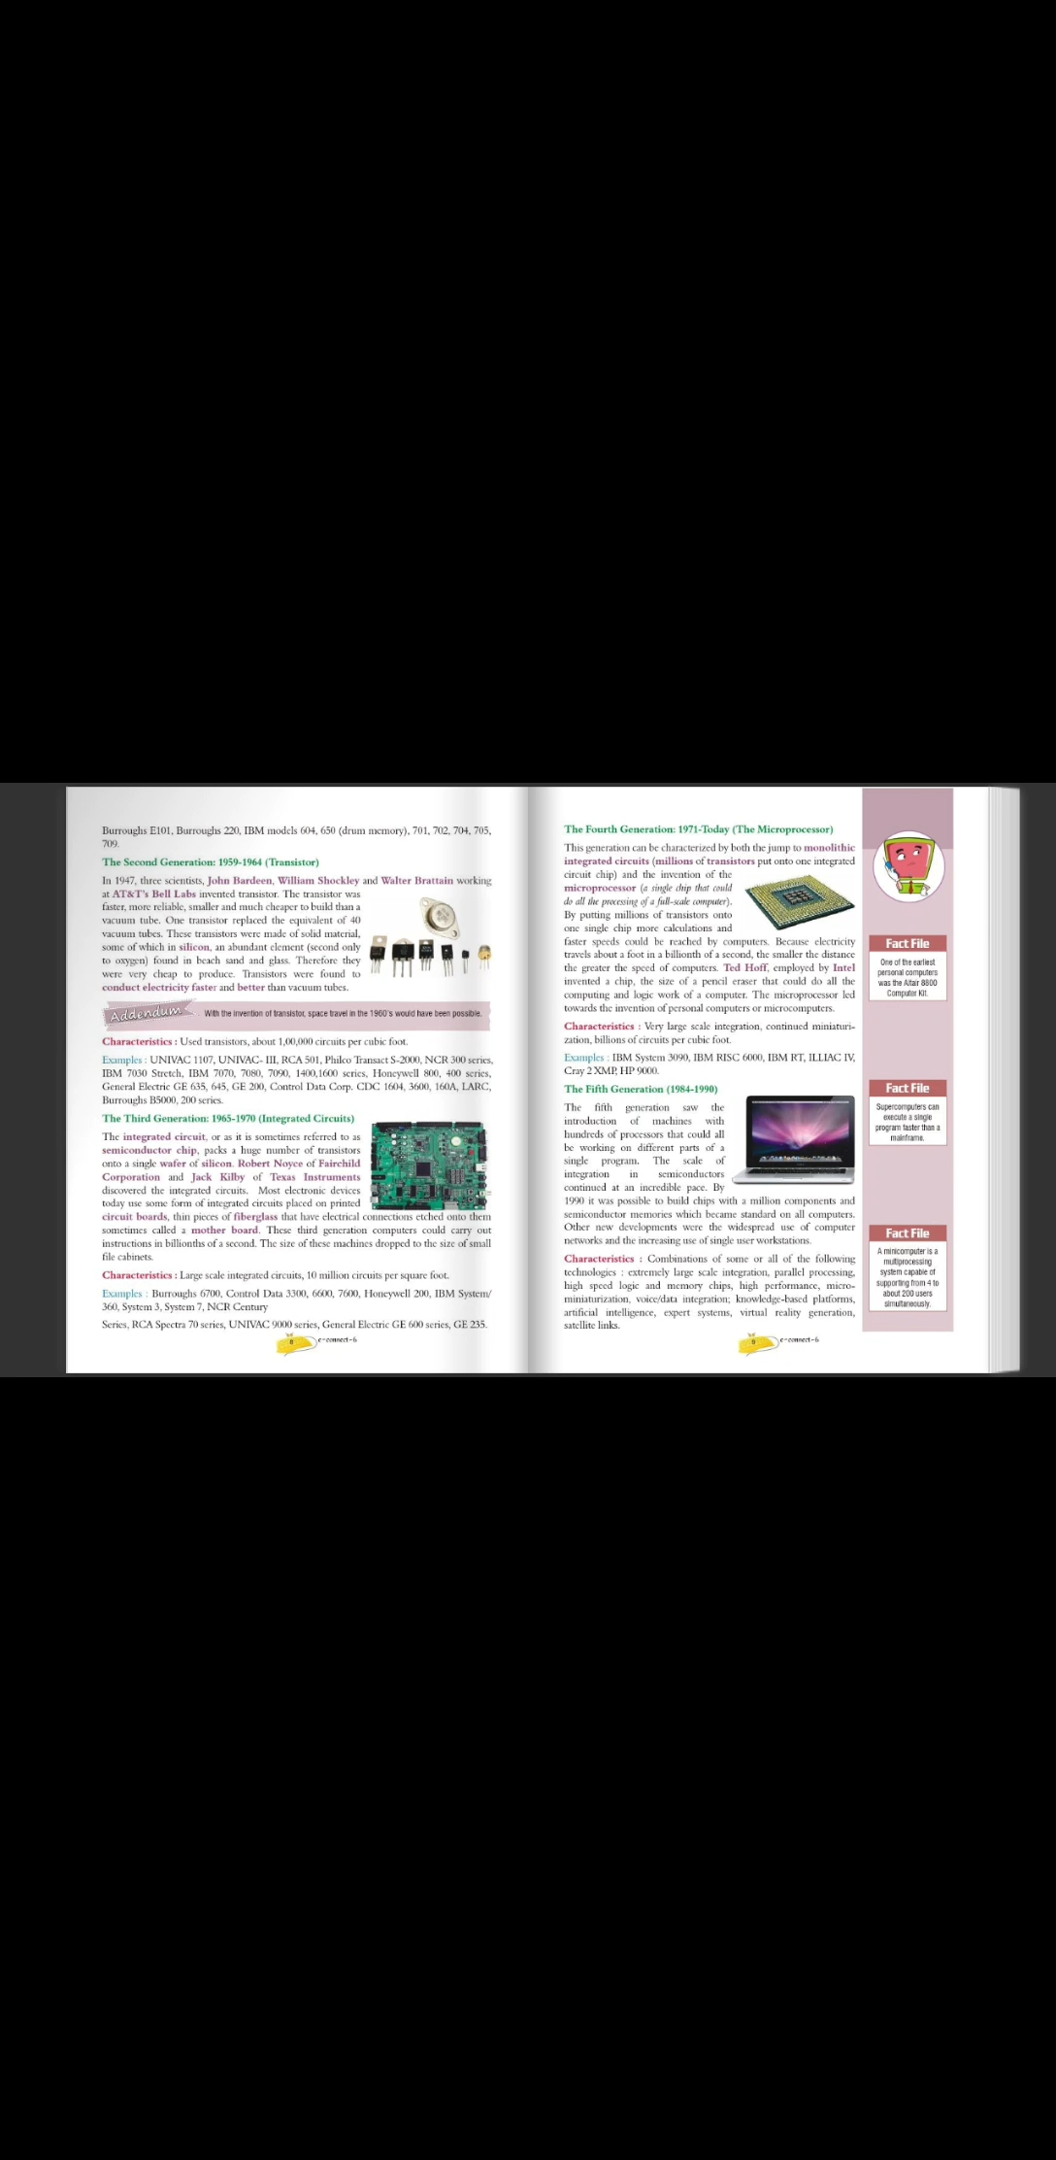 Burroughs E101, Burroughs 220, IBM models 604, 650 (drum memory), 701, 702, 704, 705,
709.
The Second Generation: 1959-1964 (Transistor)
In 1947, three scientists, John Bardeen, William Shockley and Walter Brattain working
at AT&T's Bell Labs invented transistor. The transistor was
faster, more reliable, smaller and much cheaper to build than a
vacuum tube. One transistor replaced the equivalent of 40
vacuum tubes. These transistors were made of solid material,
some of which in silicon, an abundant element (second only
to oxygen) found in beach sand and glass. Therefore they
were very cheap to produce. Transistors were found to
conduct electricity faster and better than vacuum tubes.
Addendum
With the invention of transistor, space travel in the 1960's would have been possible.
Characteristics : Used transistors, about 1,00,000 circuits per cubic foot.
Examples : UNIVAC 1107, UNIVAC- III, RCA 501, Philco Transact S-2000, NCR 300 series,
IBM 7030 Stretch, IBM 7070, 7080, 7090, 1400,1600 series, Honeywell 800, 400 series,
General Electric GE 635, 645, GE 200, Control Data Corp. CDC 1604, 3600, 160A, LARC,
Burroughs B5000, 200 series.
The Third Generation: 1965-1970 (Integrated Circuits)
The integrated circuit, or as it is sometimes referred to as
semiconductor chip, packs a huge number of transistors
onto a single wafer of silicon. Robert Noyce of Fairchild
Corporation and Jack Kilby of Texas Instruments
discovered the integrated circuits. Most electronic devices
today use some form of integrated circuits placed on printed
circuit boards, thin pieces of fiberglass that have electrical connections etched onto them
sometimes called a mother board. These third generation computers could carry out
instructions in billionths of a second. The size of these machines dropped to the size of small
file cabinets.
Characteristics : Large scale integrated circuits, 10 million circuits per square foot.
Examples : Burroughs 6700, Control Data 3300, 6600, 7600, Honeywell 200, IBM System/
360, System 3, System 7, NCR Century
Series, RCA Spectra 70 series, UNIVAC 9000 series, General Electric GE 600 series, GE 235.
e-connect-6
The Fourth Generation: 1971-Today (The Microprocessor)
This generation can be characterized by both the jump to monolithic
integrated circuits (millions of transistors put onto one integrated
circuit chip) and the invention of the
microprocessor (a single chip that could
do all the processing of a full-scale computer).
By putting millions of transistors onto
one single chip more calculations and
faster speeds could be reached by computers. Because electricity
travels about a foot in a billionth of a second, the smaller the distance
the greater the speed of computers. Ted Hoff, employed by Intel
invented a chip, the size of a pencil eraser that could do all the
computing and logic work of a computer. The microprocessor led
towards the invention of personal computers or microcomputers.
Characteristics : Very large scale integration, continued miniaturi-
zation, billions of circuits per cubic foot.
Examples : IBM System 3090, IBM RISC 6000, IBM RT, ILLIAC IV,
Cray 2 XMP, HP 9000.
The Fifth Generation (1984-1990)
The fifth generation saw the
introduction of machines with
hundreds of processors that could all
be working on different parts of a
single program. The scale of
integration in semiconductors
continued at an incredible pace. By
1990 it was possible to build chips with a million components and
semiconductor memories which became standard on all computers.
Other new developments were the widespread use of computer
networks and the increasing use of single user workstations.
Characteristics : Combinations of some or all of the following
technologies : extremely large scale integration, parallel processing,
high speed logic and memory chips, high performance, micro-
miniaturization, voice/data integration; knowledge-based platforms,
artificial intelligence, expert systems, virtual reality generation,
satellite links.
e-connect-6
Fact File
One of the earliest
personal computers
was the Altair 8800
Computer Kit.
Fact File
Supercomputers can
execute a single
program faster than a
mainframe.
Fact File
A minicomputer is a
multiprocessing
system capable of
supporting from 4 to
about 200 users
simultaneously.